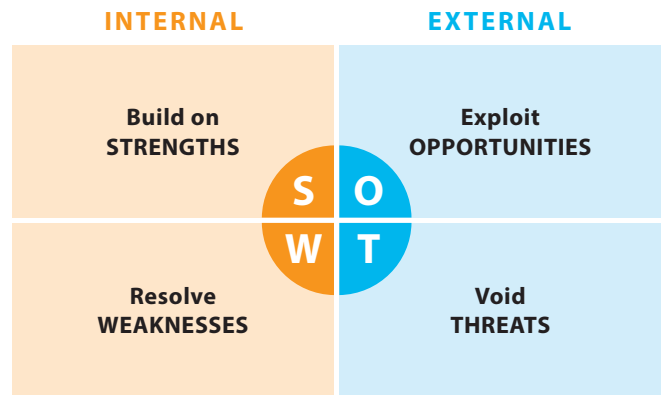 INTERNAL
EXTERNAL
Build on
STRENGTHS
Exploit
OPPORTUNITIES
S O
W T
Resolve
WEAKNESSES
Void
THREATS